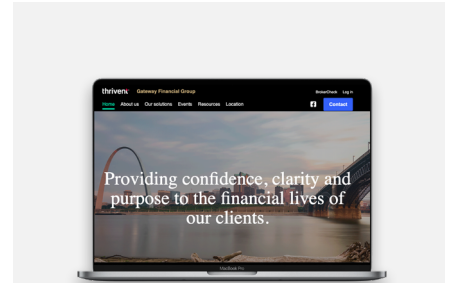 thrivent Gateway Financial Group
BrokerCheck Log in
Home About us Our solutions Events Resources Location
Contact
Providing confidence, clarity and
purpose to the financial lives of
our clients.
MacBook Pro